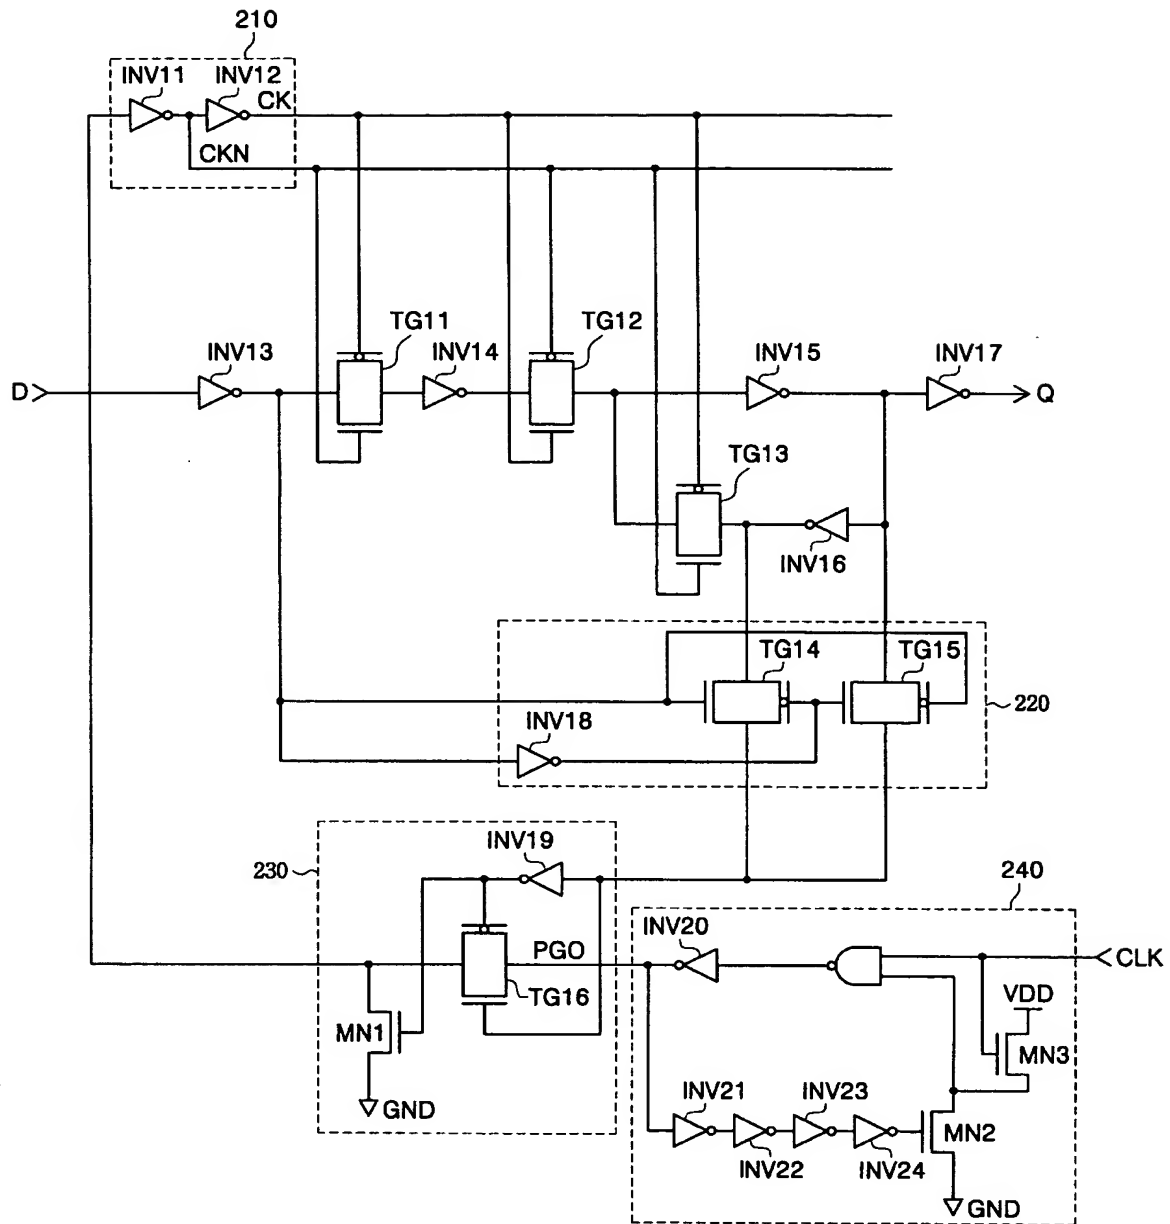 210
INV11
INV12
CK
CKN
TG11
TG12
INV13
INV14
INV15
INV17
D
Q
TG13
INV16
TG14
TG15
220
INV18
230
INV19
240
INV20
PGO
CLK
TG16
VDD
MN1
MN3
GND
INV21
INV23
MN2
INV22
INV24
GND